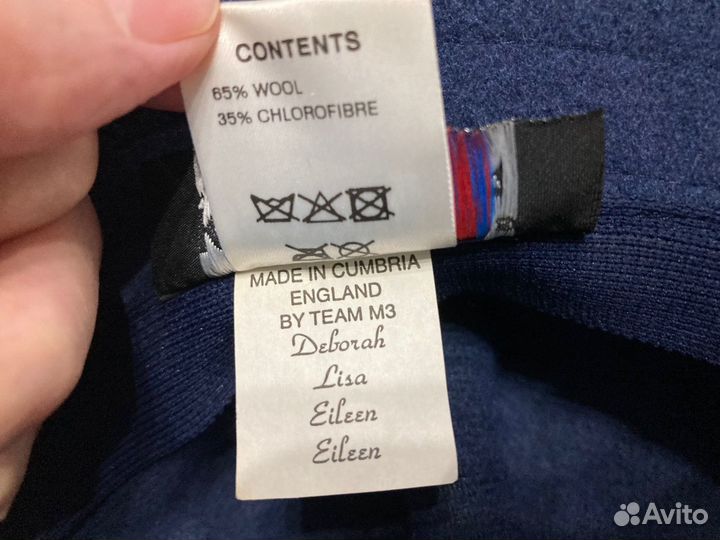 CONTENTS
65% WOOL
35% CHLOROFIBRE
MADE IN CUMBRIA
ENGLAND
BY TEAM M3
Deborah
Lisa
Eileen
Eileen
Avito